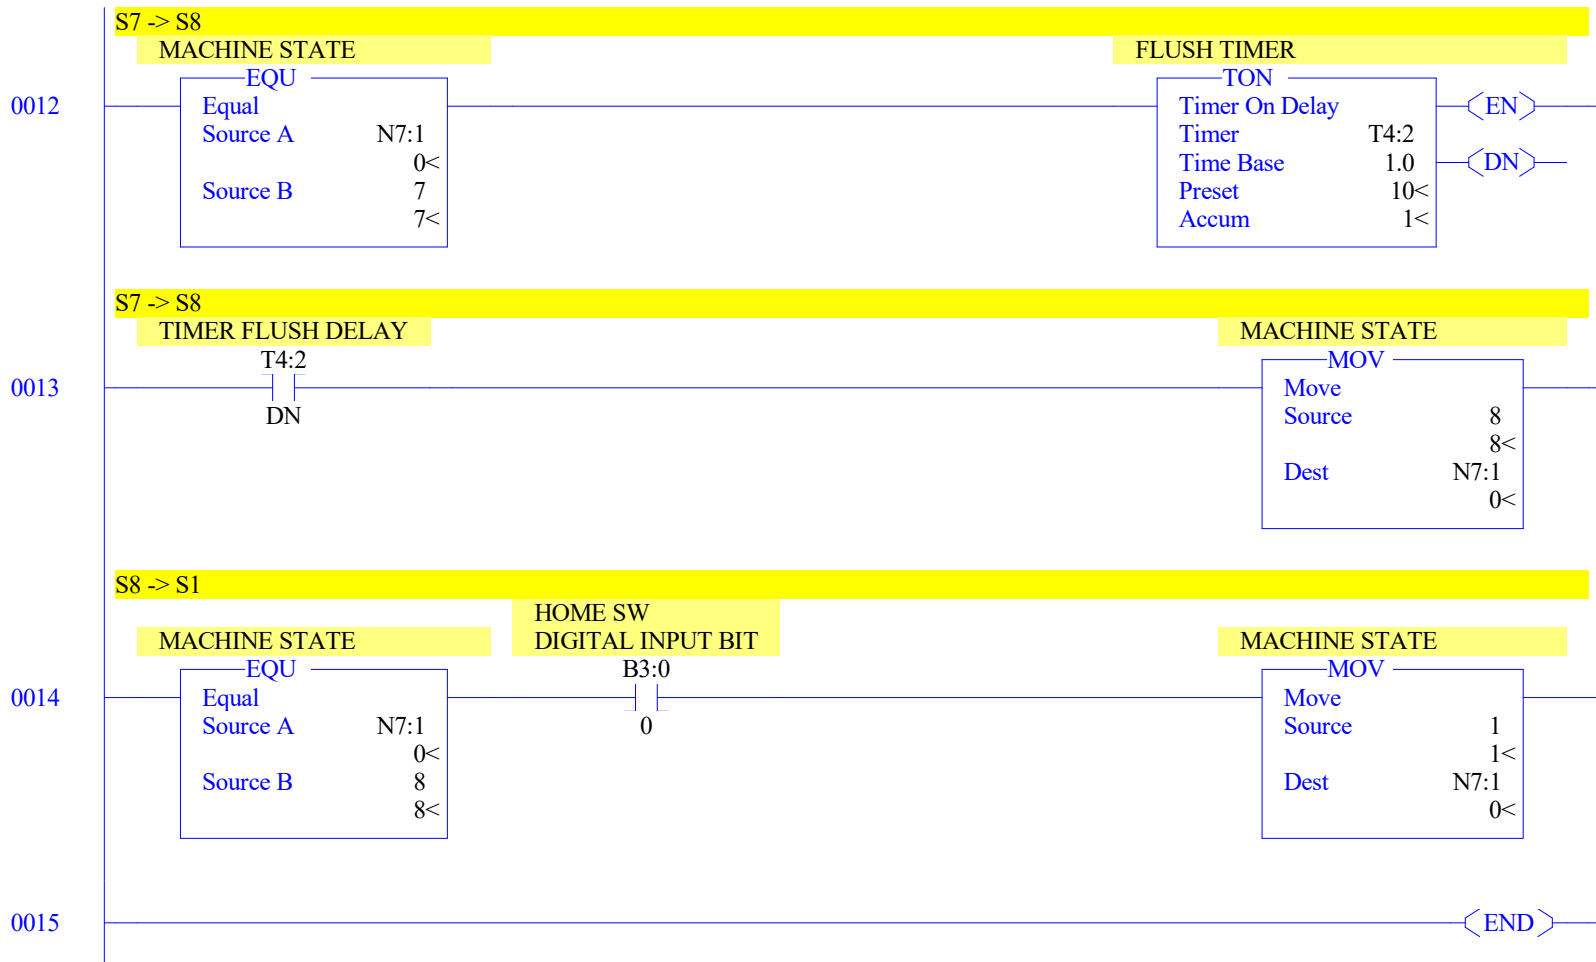 S7 -> S8
MACHINE STATE FLUSH TIMER
EQU TON
0012 Equal Timer On Delay EN
Source A N7:1 Timer T4:2
0< Time Base 1.0 DN
Source B 7 Preset 10<
7< Accum 1<
S7 -> S8
TIMER FLUSH DELAY MACHINE STATE
T4:2 MOV
0013 Move
DN Source 8
8<
Dest N7:1
0<
S8 -> S1
HOME SW
MACHINE STATE DIGITAL INPUT BIT MACHINE STATE
EQU B3:0 MOV
0014 Equal Move
Source A N7:1 0 Source 1
0< 1<
Source B 8 Dest N7:1
8< 0<
0015 END